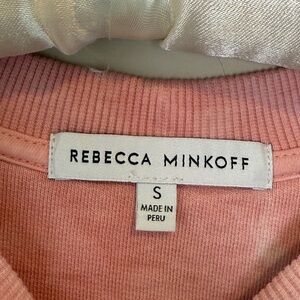 REBECCA MINKOFF
S
MADE IN
PERU